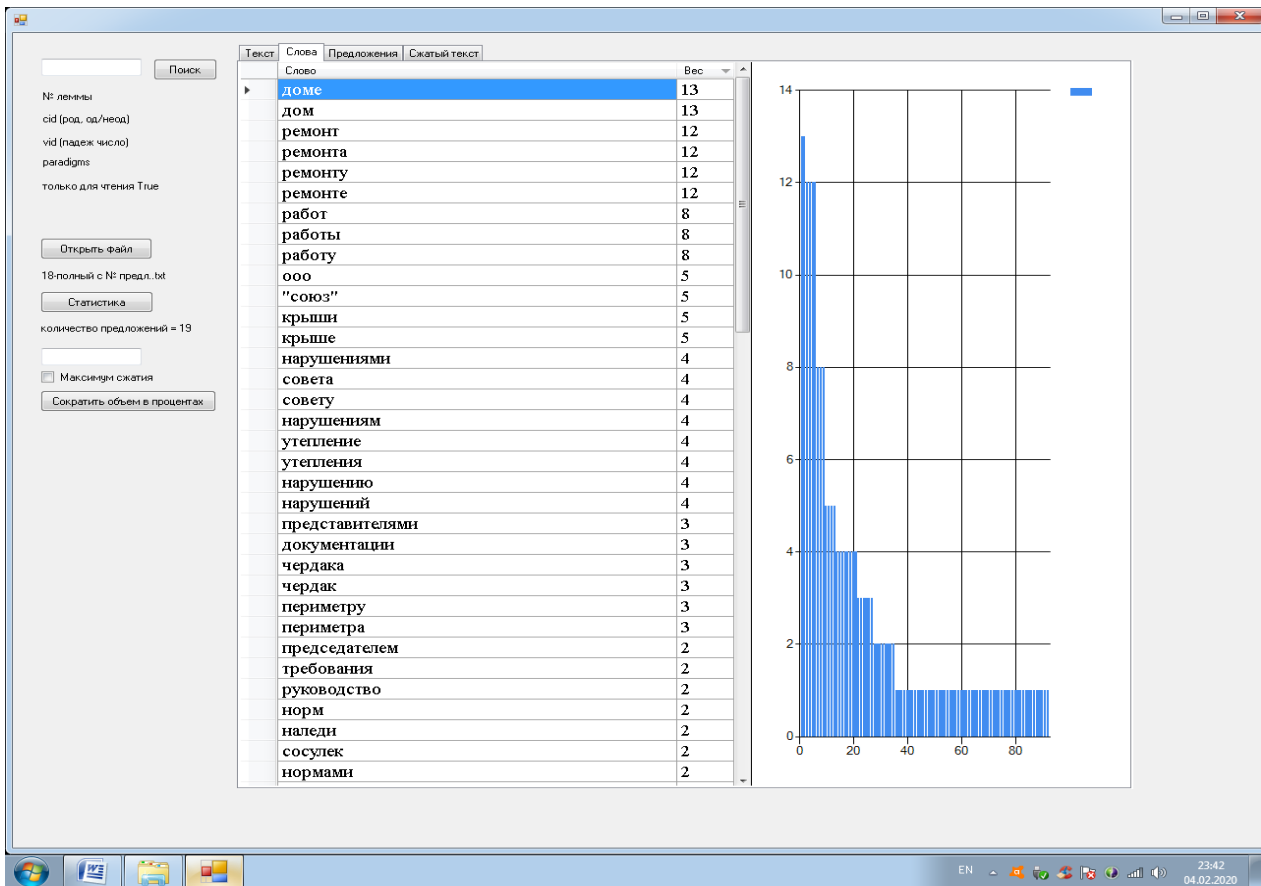 Поиск
№ леммы
cid (род, од/неод)
vid (падеж число)
paradigms
только для чтения True
Открыть файл
18-полный с № предл..txt
Статистика
количество предложений = 19
Максимум сжатия
Сократить объем в процентах
Текст Слова Предложения Сжатый текст
Слово Вес
доме 13
дом 13
ремонт 12
ремонта 12
ремонту 12
ремонте 12
работ 8
работы 8
работу 8
ооо 5
"союз" 5
крыши 5
крыше 5
нарушениями 4
совета 4
совету 4
нарушениям 4
утепление 4
утепления 4
нарушению 4
нарушений 4
представителями 3
документации 3
чердака 3
чердак 3
периметру 3
периметра 3
председателем 2
требования 2
руководство 2
норм 2
наледи 2
сосулек 2
нормами 2
14
12
10
8
6
4
2
0
0 20 40 60 80
EN 23:42
04.02.2020